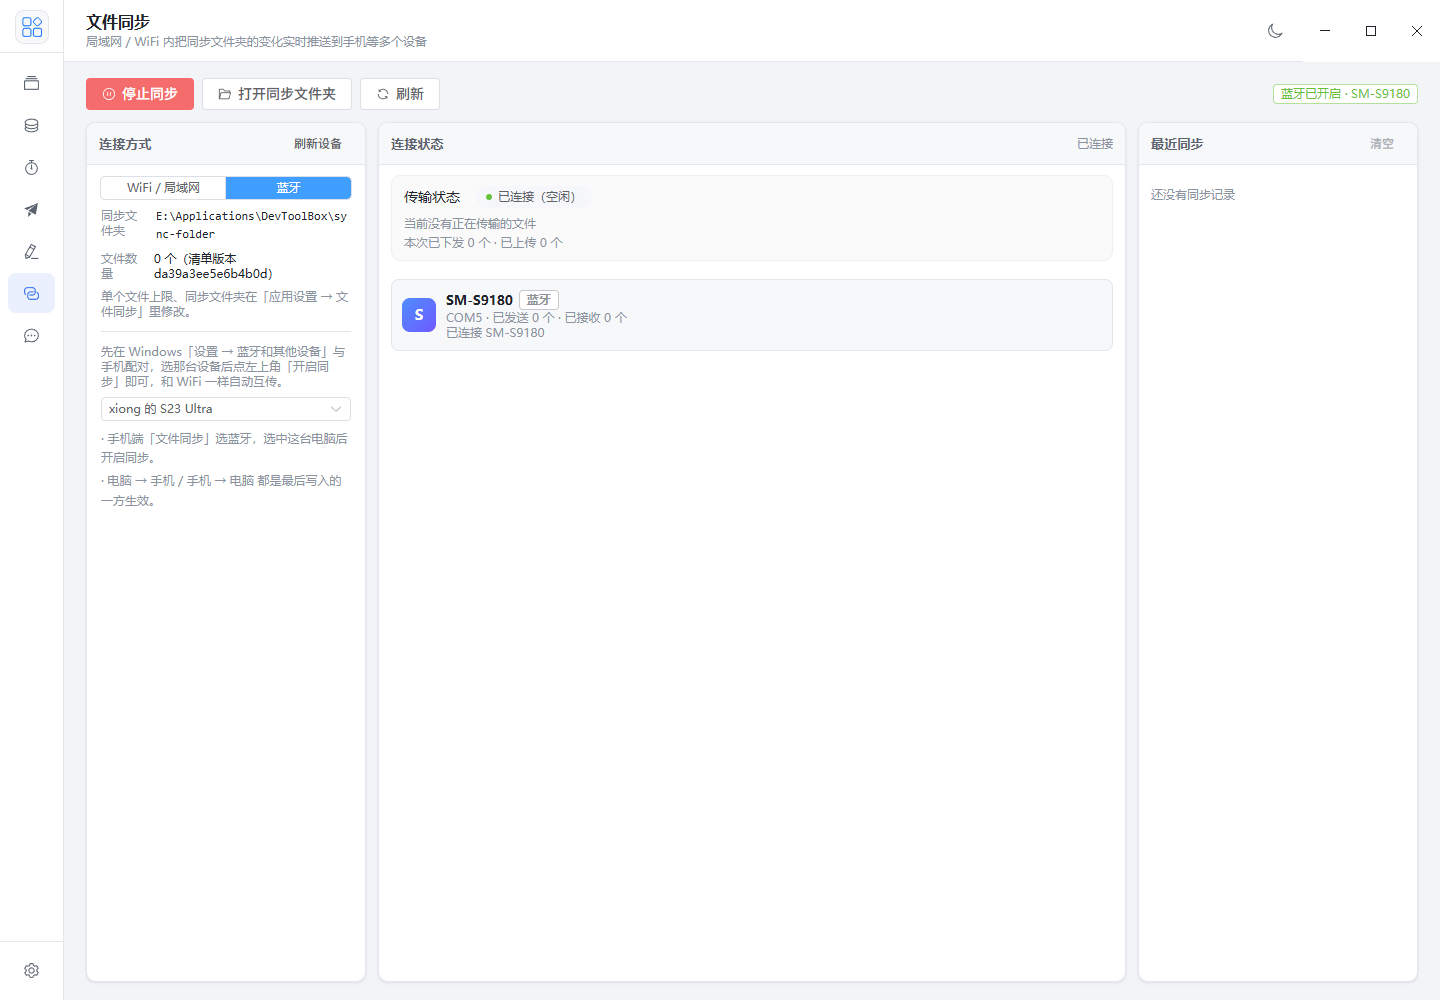 文件同步
局域网 / WiFi 内把同步文件夹的变化实时推送到手机等多个设备
停止同步
打开同步文件夹
刷新
蓝牙已开启 · SM-S9180
连接方式
刷新设备
WiFi / 局域网
蓝牙
同步文
件夹
E:\Applications\DevToolBox\sy
nc-folder
文件数
量
0 个（清单版本
da39a3ee5e6b4b0d）
单个文件上限、同步文件夹在「应用设置 → 文
件同步」里修改。
先在 Windows「设置 → 蓝牙和其他设备」与
手机配对，选那台设备后点左上角「开启同
步」即可，和 WiFi 一样自动互传。
xiong 的 S23 Ultra
· 手机端「文件同步」选蓝牙，选中这台电脑后
开启同步。
· 电脑 → 手机 / 手机 → 电脑 都是最后写入的
一方生效。
连接状态
已连接
传输状态
已连接（空闲）
当前没有正在传输的文件
本次已下发 0 个 · 已上传 0 个
S
SM-S9180
蓝牙
COM5 · 已发送 0 个 · 已接收 0 个
已连接 SM-S9180
最近同步
清空
还没有同步记录